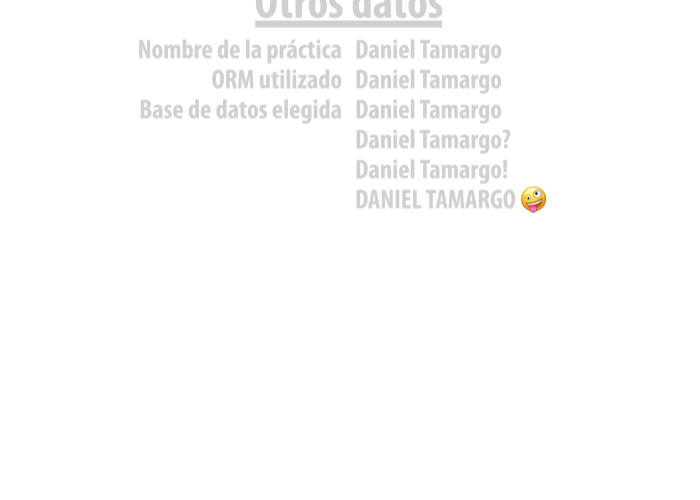 Otros datos
Nombre de la práctica Daniel Tamargo
ORM utilizado Daniel Tamargo
Base de datos elegida Daniel Tamargo
Daniel Tamargo?
Daniel Tamargo!
DANIEL TAMARGO 🤪